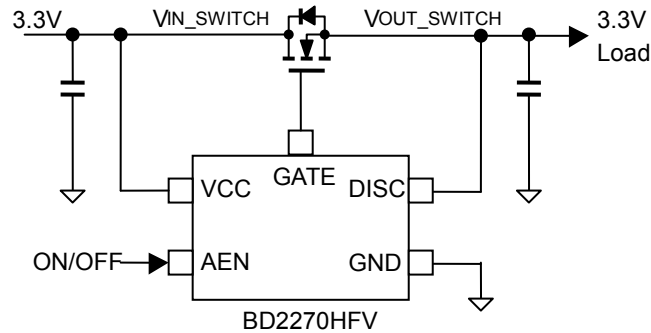 3.3V VIN_SWITCH VOUT_SWITCH 3.3V
Load
GATE
VCC DISC
ON/OFF AEN GND
BD2270HFV